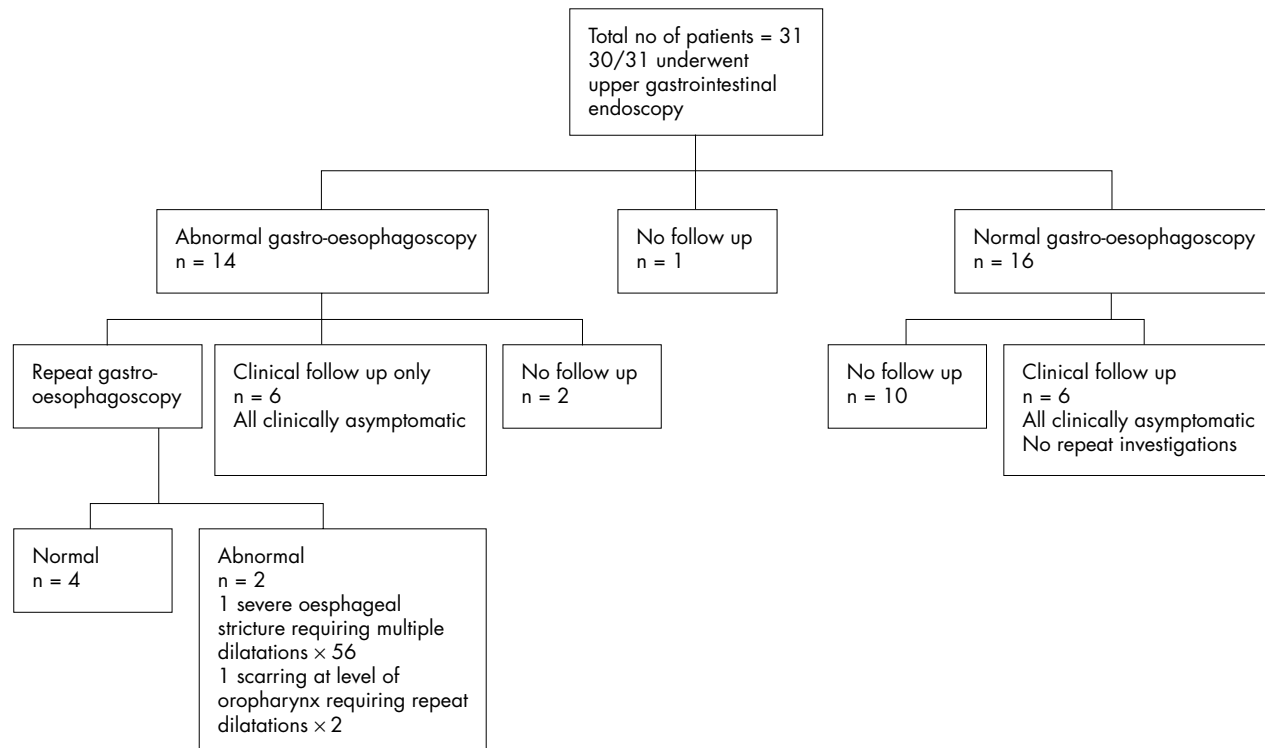 Total no of patients = 31
30/31 underwent
upper gastrointestinal
endoscopy
Abnormal gastro-oesophagoscopy
n = 14
No follow up
n = 1
Normal gastro-oesophagoscopy
n = 16
Repeat gastro-
oesophagoscopy
Clinical follow up only
n = 6
All clinically asymptomatic
No follow up
n = 2
No follow up
n = 10
Clinical follow up
n = 6
All clinically asymptomatic
No repeat investigations
Normal
n = 4
Abnormal
n = 2
1 severe oesphageal
stricture requiring multiple
dilatations × 56
1 scarring at level of
oropharynx requiring repeat
dilatations × 2